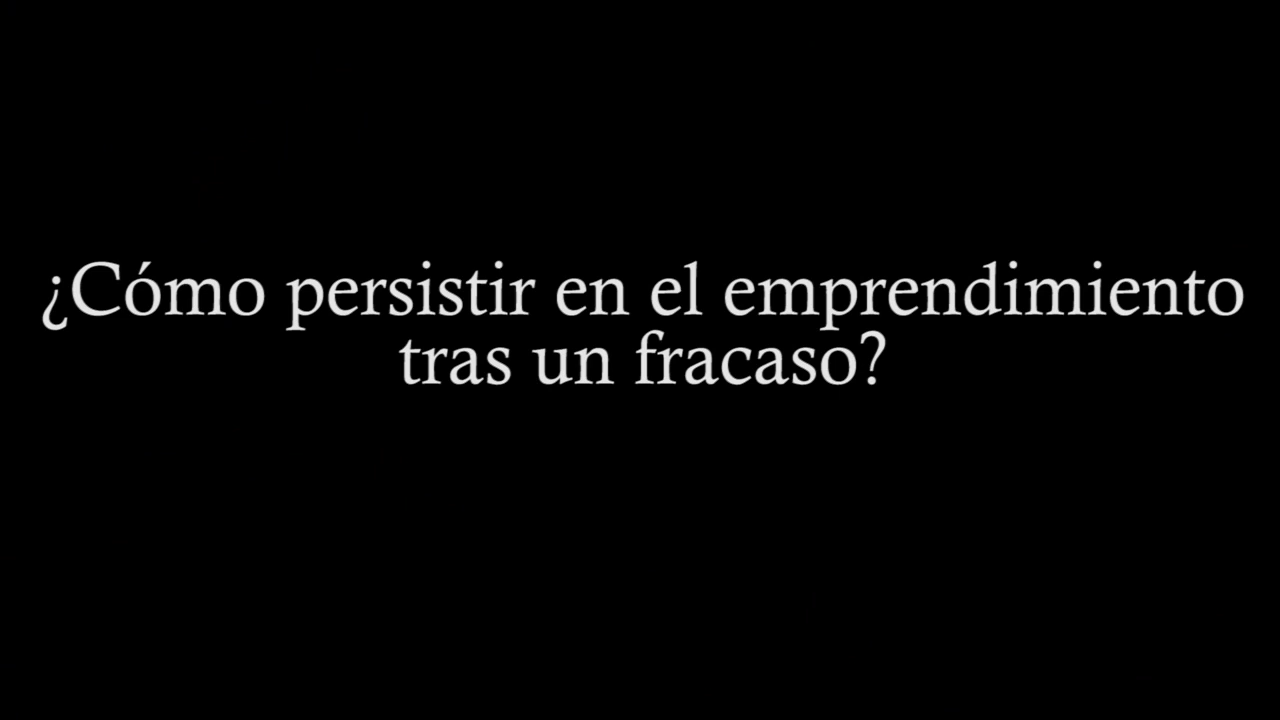 ¿Cómo persistir en el emprendimiento
tras un fracaso?